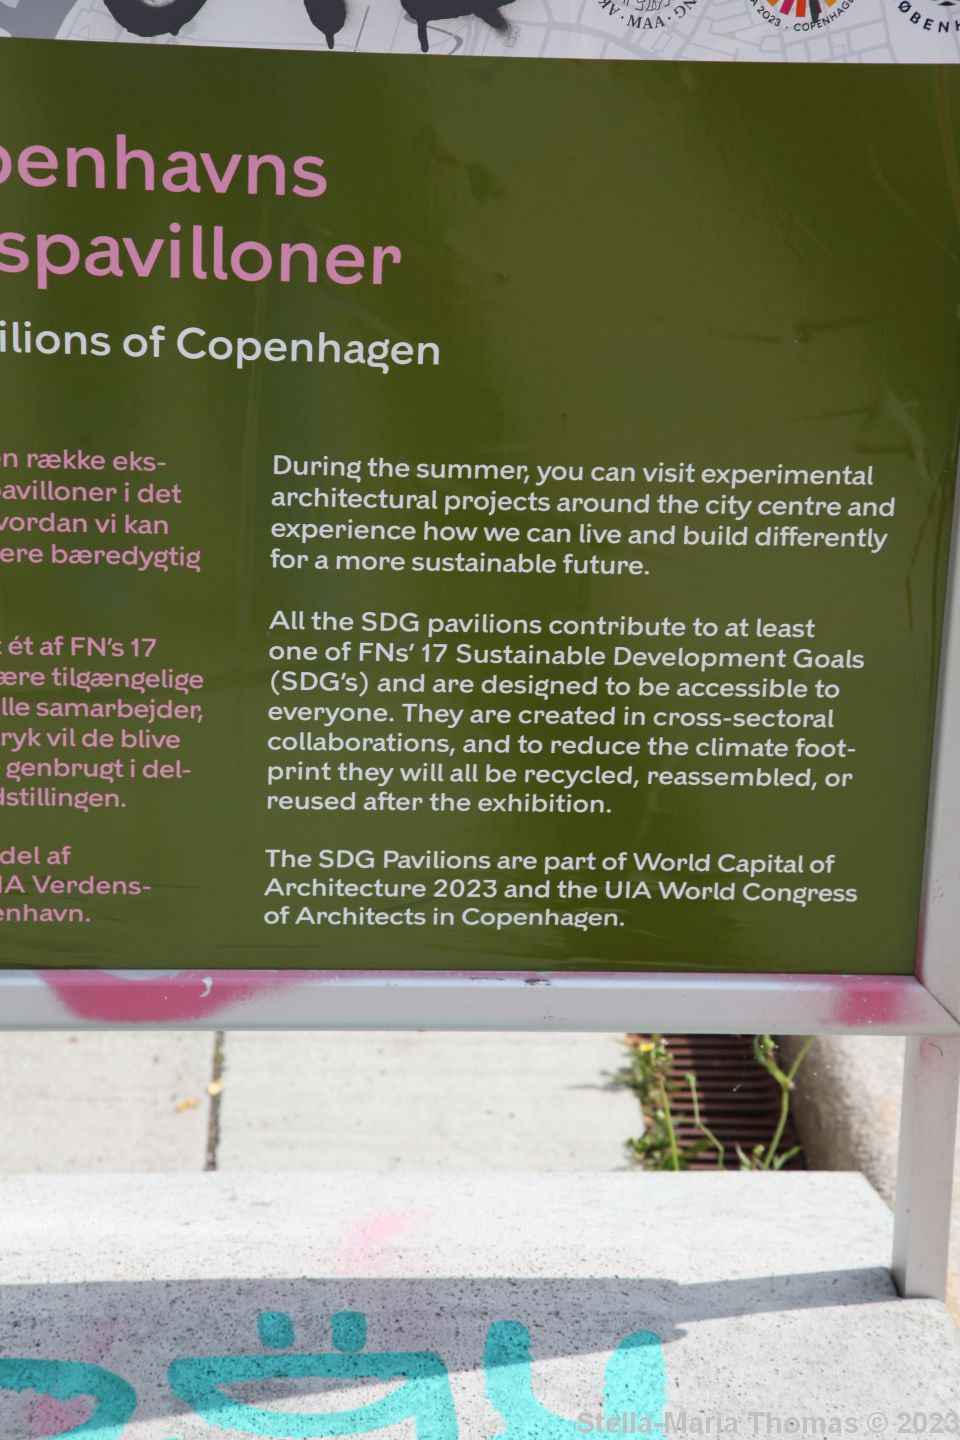 MAA
2023 · COPENHAGE
ØBENH
penhavns
spavilloner
ilions of Copenhagen
n række eks-
pavilloner i det
vordan vi kan
ere bæredygtig
ét af FN's 17
ære tilgængelige
lle samarbejder,
ryk vil de blive
genbrugt i del-
dstillingen.
del af
IA Verdens-
enhavn.
During the summer, you can visit experimental
architectural projects around the city centre and
experience how we can live and build differently
for a more sustainable future.
All the SDG pavilions contribute to at least
one of FNs' 17 Sustainable Development Goals
(SDG's) and are designed to be accessible to
everyone. They are created in cross-sectoral
collaborations, and to reduce the climate foot-
print they will all be recycled, reassembled, or
reused after the exhibition.
The SDG Pavilions are part of World Capital of
Architecture 2023 and the UIA World Congress
of Architects in Copenhagen.
Stella-Maria Thomas © 2023